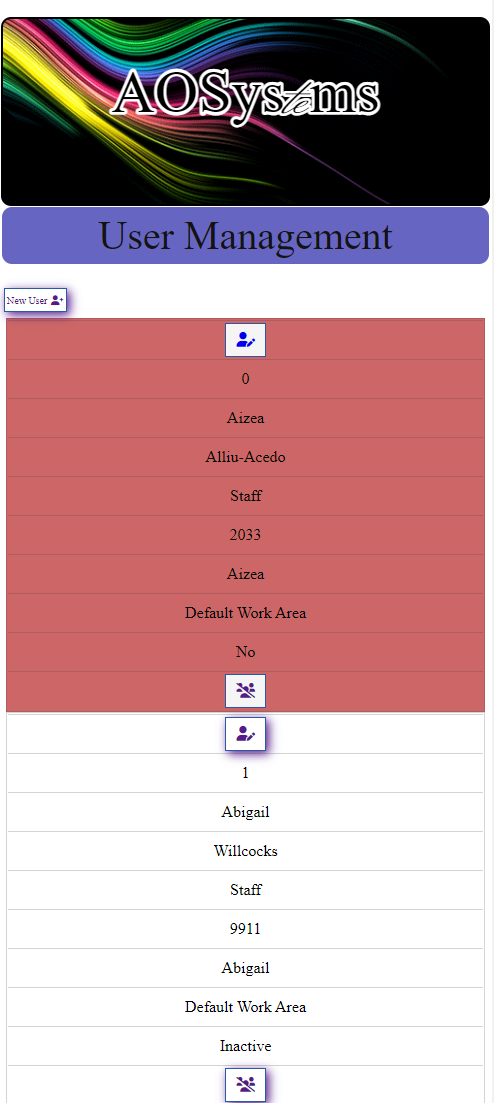 AOSystems
User Management
New User
0
Aizea
Alliu-Acedo
Staff
2033
Aizea
Default Work Area
No
1
Abigail
Willcocks
Staff
9911
Abigail
Default Work Area
Inactive